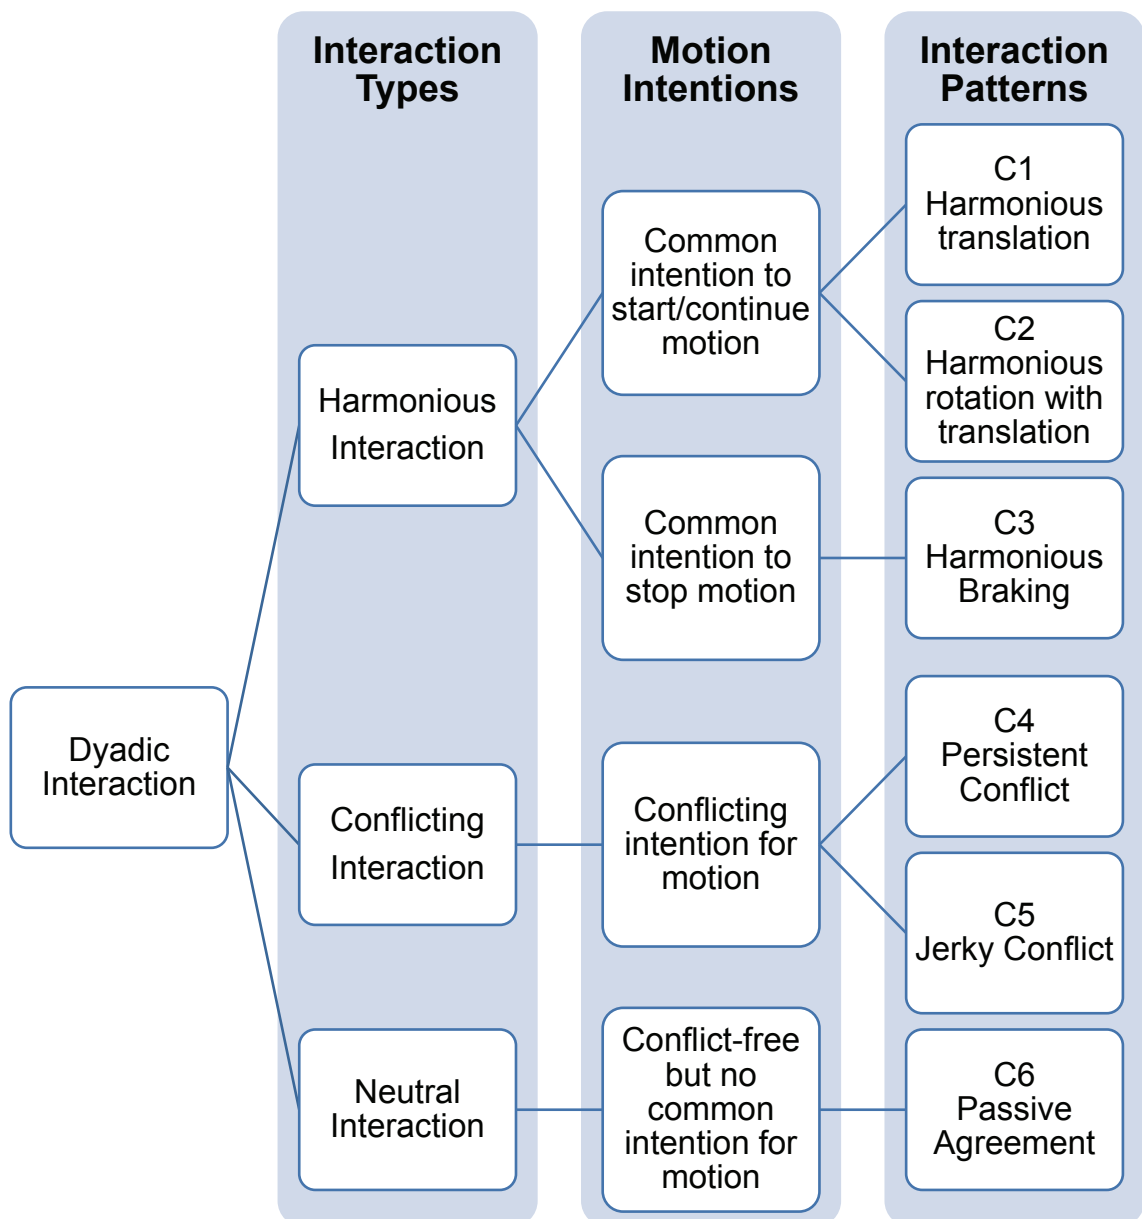 Interaction
Types
Motion
Intentions
Interaction
Patterns
Dyadic
Interaction
Harmonious
Interaction
Conflicting
Interaction
Neutral
Interaction
Common
intention to
start/continue
motion
Common
intention to
stop motion
Conflicting
intention for
motion
Conflict-free
but no
common
intention for
motion
C1
Harmonious
translation
C2
Harmonious
rotation with
translation
C3
Harmonious
Braking
C4
Persistent
Conflict
C5
Jerky Conflict
C6
Passive
Agreement